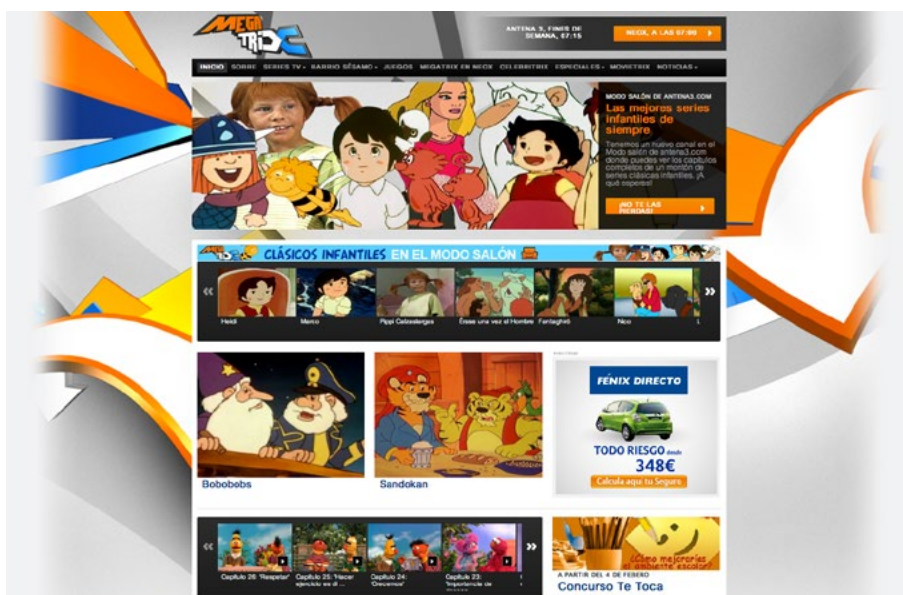 MEGA
TRIX
ANTENA 3, FINES DE
SEMANA, 07:15
NEOX, A LAS 07:00
INICIO SOBRE SERIES TV BARRIO SÉSAMO JUEGOS MEGATRIX EN NEOX CELEBRITRIX ESPECIALES MOVIETRIX NOTICIAS
MODO SALÓN DE ANTENA3.COM
Las mejores series
infantiles de
siempre
Tenemos un nuevo canal en el
Modo salón de antena3.com
donde puedes ver los capítulos
completos de un montón de
series clásicas infantiles. ¡A
qué esperas!
¡NO TE LAS
PIERDAS!
CLÁSICOS INFANTILES EN EL MODO SALÓN
Heidi
Marco
Pippi Calzaslargas
Érase una vez el Hombre
Fantaghiró
Nico
Bobobobs
Sandokan
FÉNIX DIRECTO
TODO RIESGO desde
348€
Calcula aquí tu Seguro
Capítulo 26: 'Respetar'
Capítulo 25: 'Hacer
ejercicio es di ...
Capítulo 24:
'Crecemos'
Capítulo 23:
'Importancia de
¿Cómo mejorarías
el ambiente escolar?
A PARTIR DEL 4 DE FEBERO
Concurso Te Toca